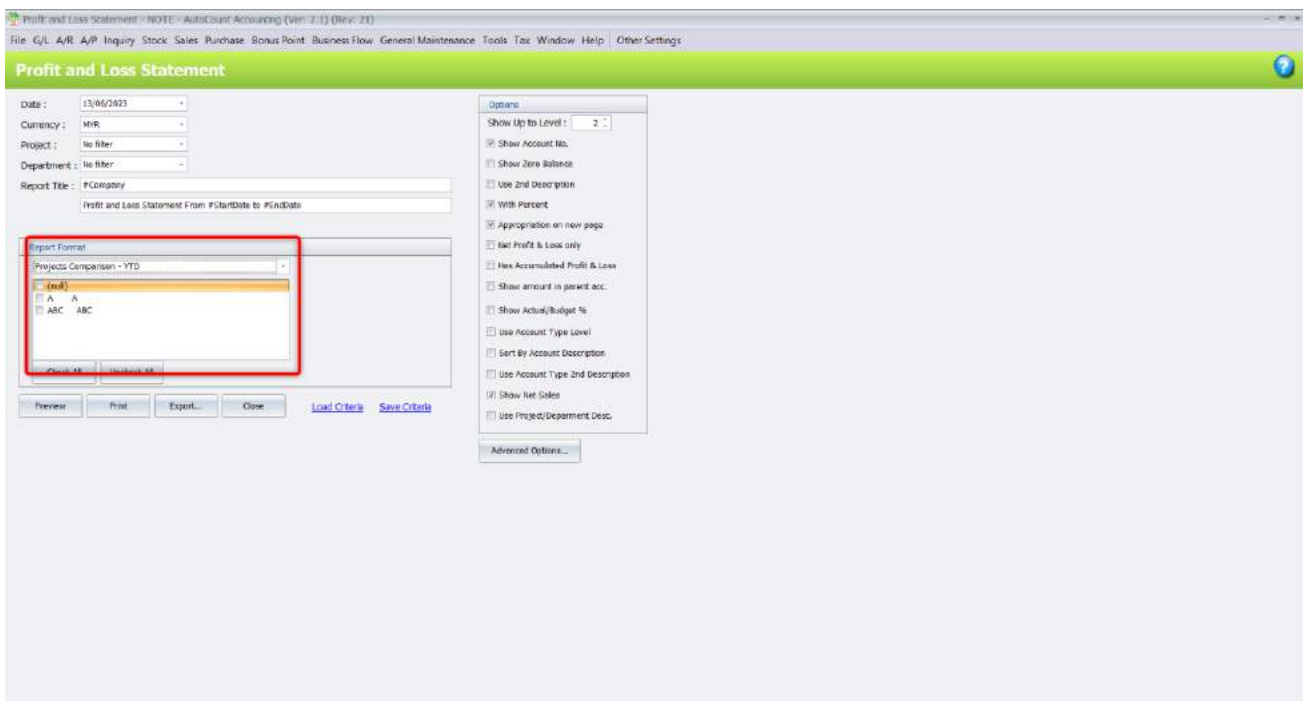 Profit and Loss Statement - NOTE - AutoCount Accounting (Ver: 2.1) (Rev: 21)
File G/L A/R A/P Inquiry Stock Sales Purchase Bonus Point Business Flow General Maintenance Tools Tax Window Help Other Settings
Profit and Loss Statement
Date : 13/06/2023
Currency : MYR
Project : No filter
Department : No filter
Report Title : #Company
Profit and Loss Statement From #StartDate to #EndDate
Report Format
Projects Comparison - YTD
(null)
A A
ABC ABC
Check All Uncheck All
Preview Print Export... Close Load Criteria Save Criteria
Options
Show Up to Level : 2
Show Account No.
Show Zero Balance
Use 2nd Description
With Percent
Appropriation on new page
Net Profit & Loss only
Has Accumulated Profit & Loss
Show amount in parent acc.
Show Actual/Budget %
Use Account Type Level
Sort By Account Description
Use Account Type 2nd Description
Show Net Sales
Use Project/Deparment Desc.
Advanced Options...